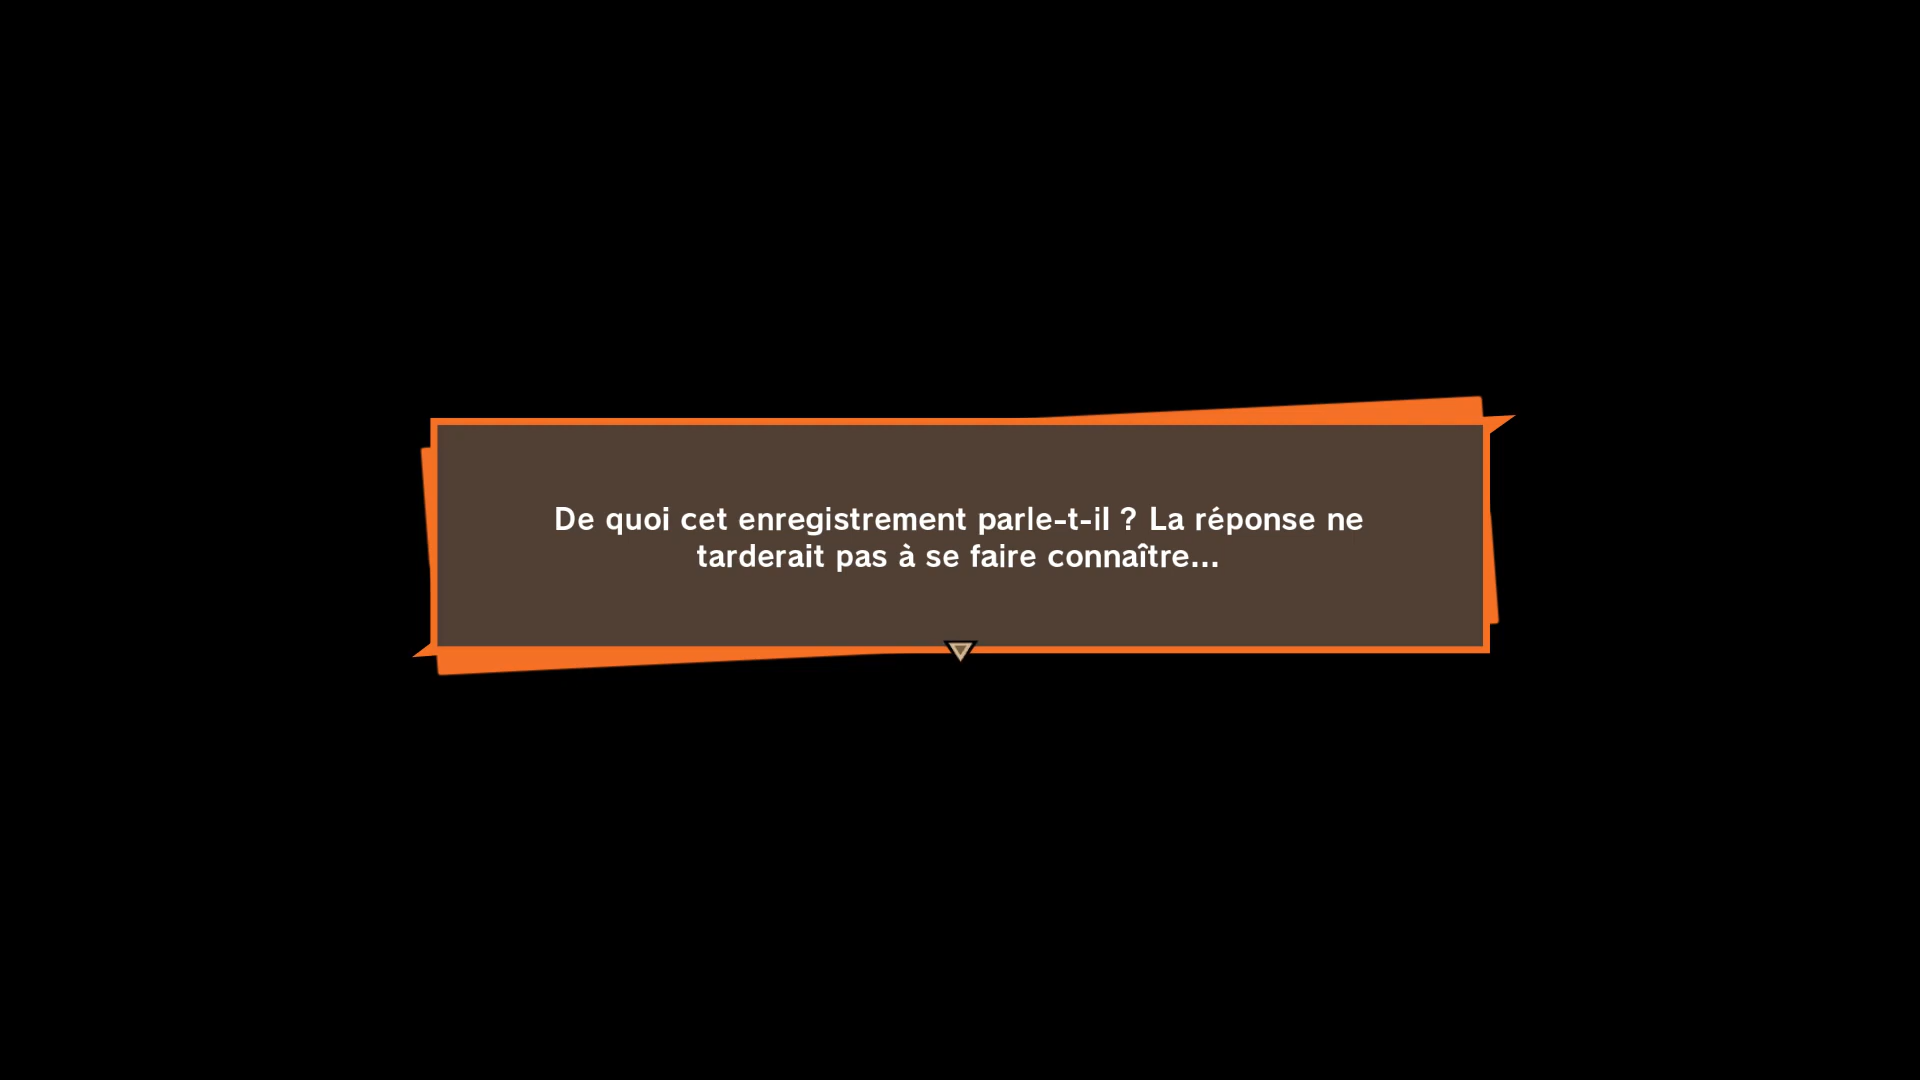 De quoi cet enregistrement parle-t-il ? La réponse ne
tarderait pas à se faire connaître...